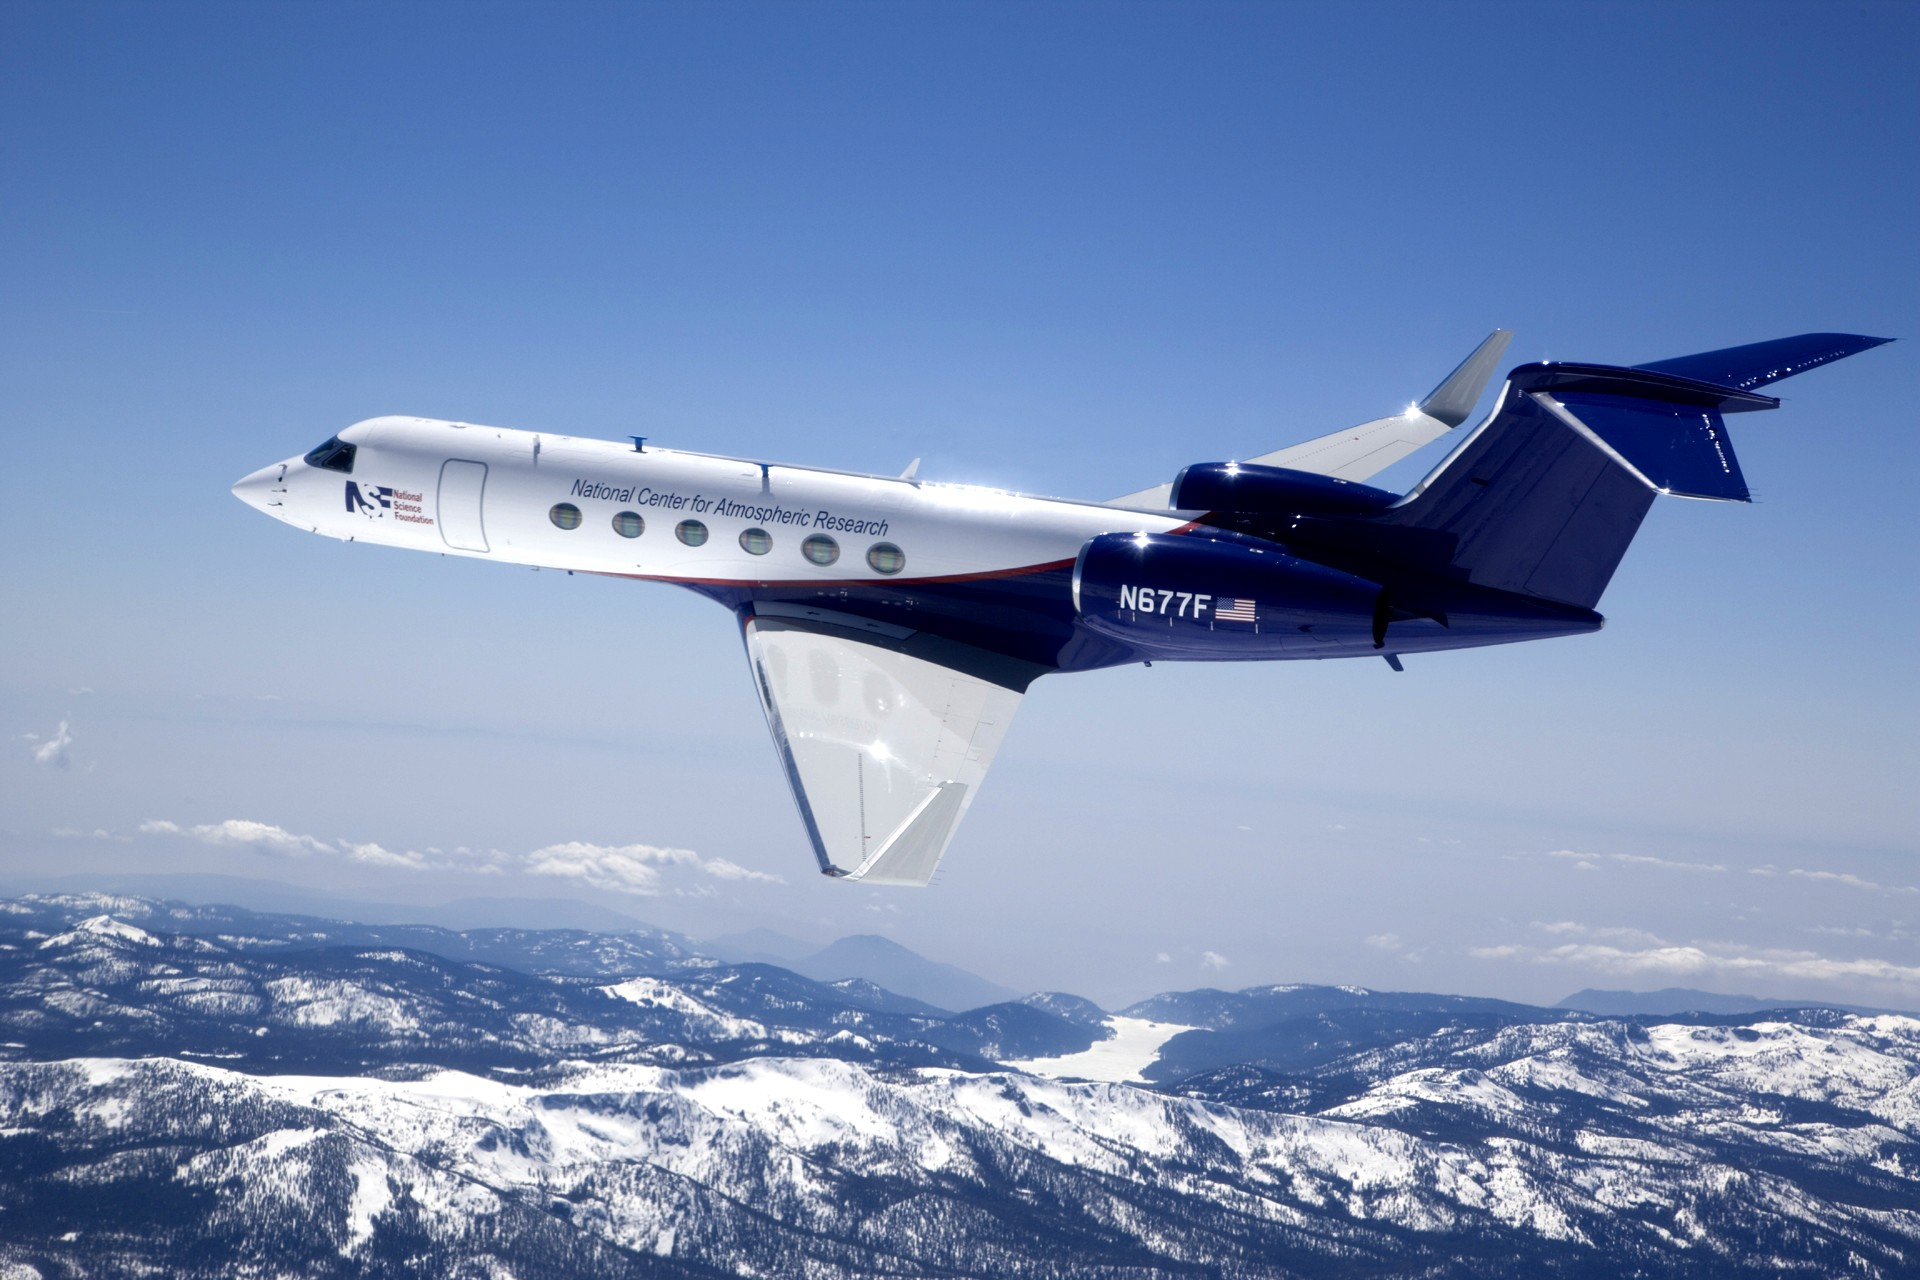 NSF
National
Science
Foundation
National Center for Atmospheric Research
N677F